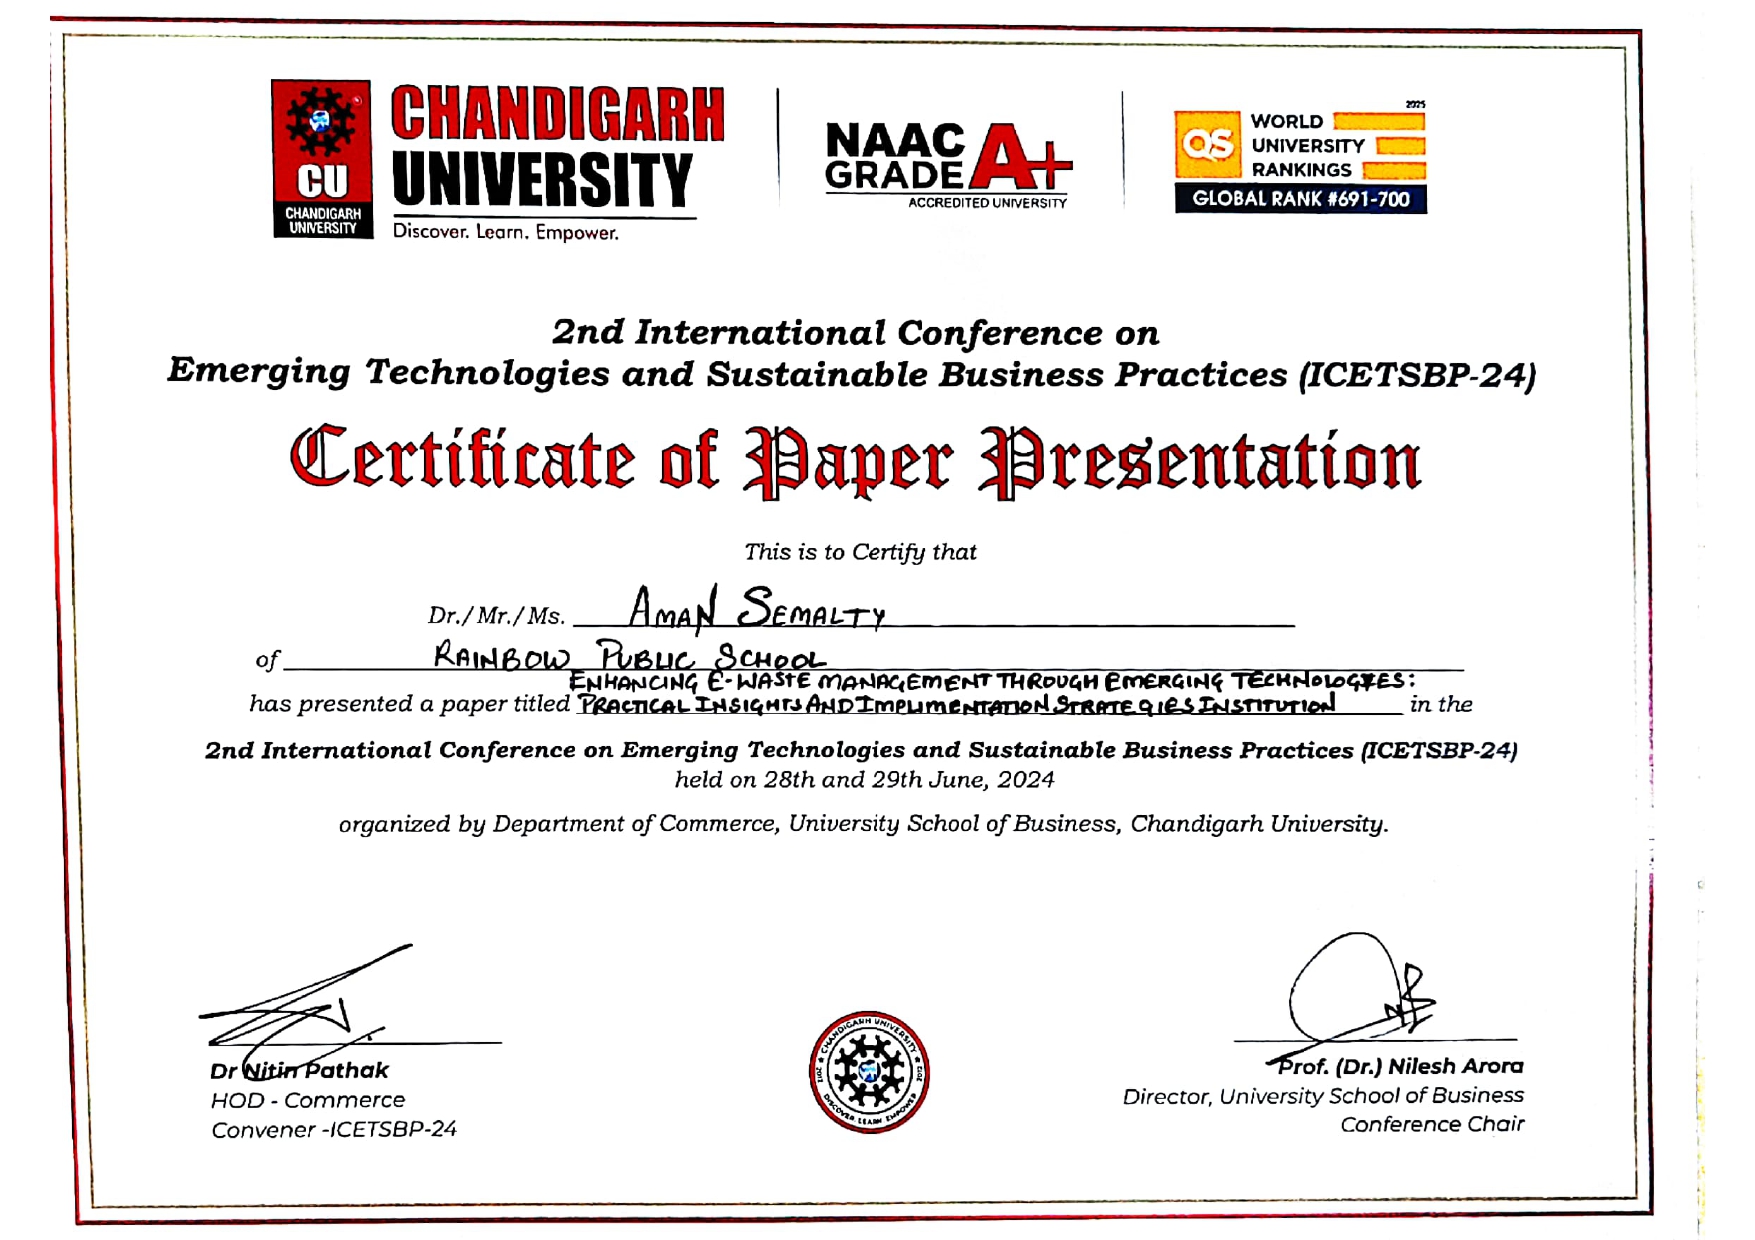 CU
CHANDIGARH
UNIVERSITY
CHANDIGARH
UNIVERSITY
Discover. Learn. Empower.
NAAC
GRADE A+
ACCREDITED UNIVERSITY
2025
QS WORLD
UNIVERSITY
RANKINGS
GLOBAL RANK #691-700
2nd International Conference on
Emerging Technologies and Sustainable Business Practices (ICETSBP-24)
Certificate of Paper Presentation
This is to Certify that
Dr./Mr./Ms. AMAN SEMALTY
of RAINBOW PUBLIC SCHOOL
ENHANCING E-WASTE MANAGEMENT THROUGH EMERGING TECHNOLOGIES:
has presented a paper titled PRACTICAL INSIGHTS AND IMPLIMENTATION STRATEGIES INSTITUTION in the
2nd International Conference on Emerging Technologies and Sustainable Business Practices (ICETSBP-24)
held on 28th and 29th June, 2024
organized by Department of Commerce, University School of Business, Chandigarh University.
Dr Nitin Pathak
HOD - Commerce
Convener -ICETSBP-24
CHANDIGARH UNIVERSITY
2012 2012
DISCOVER LEARN EMPOWER
Prof. (Dr.) Nilesh Arora
Director, University School of Business
Conference Chair